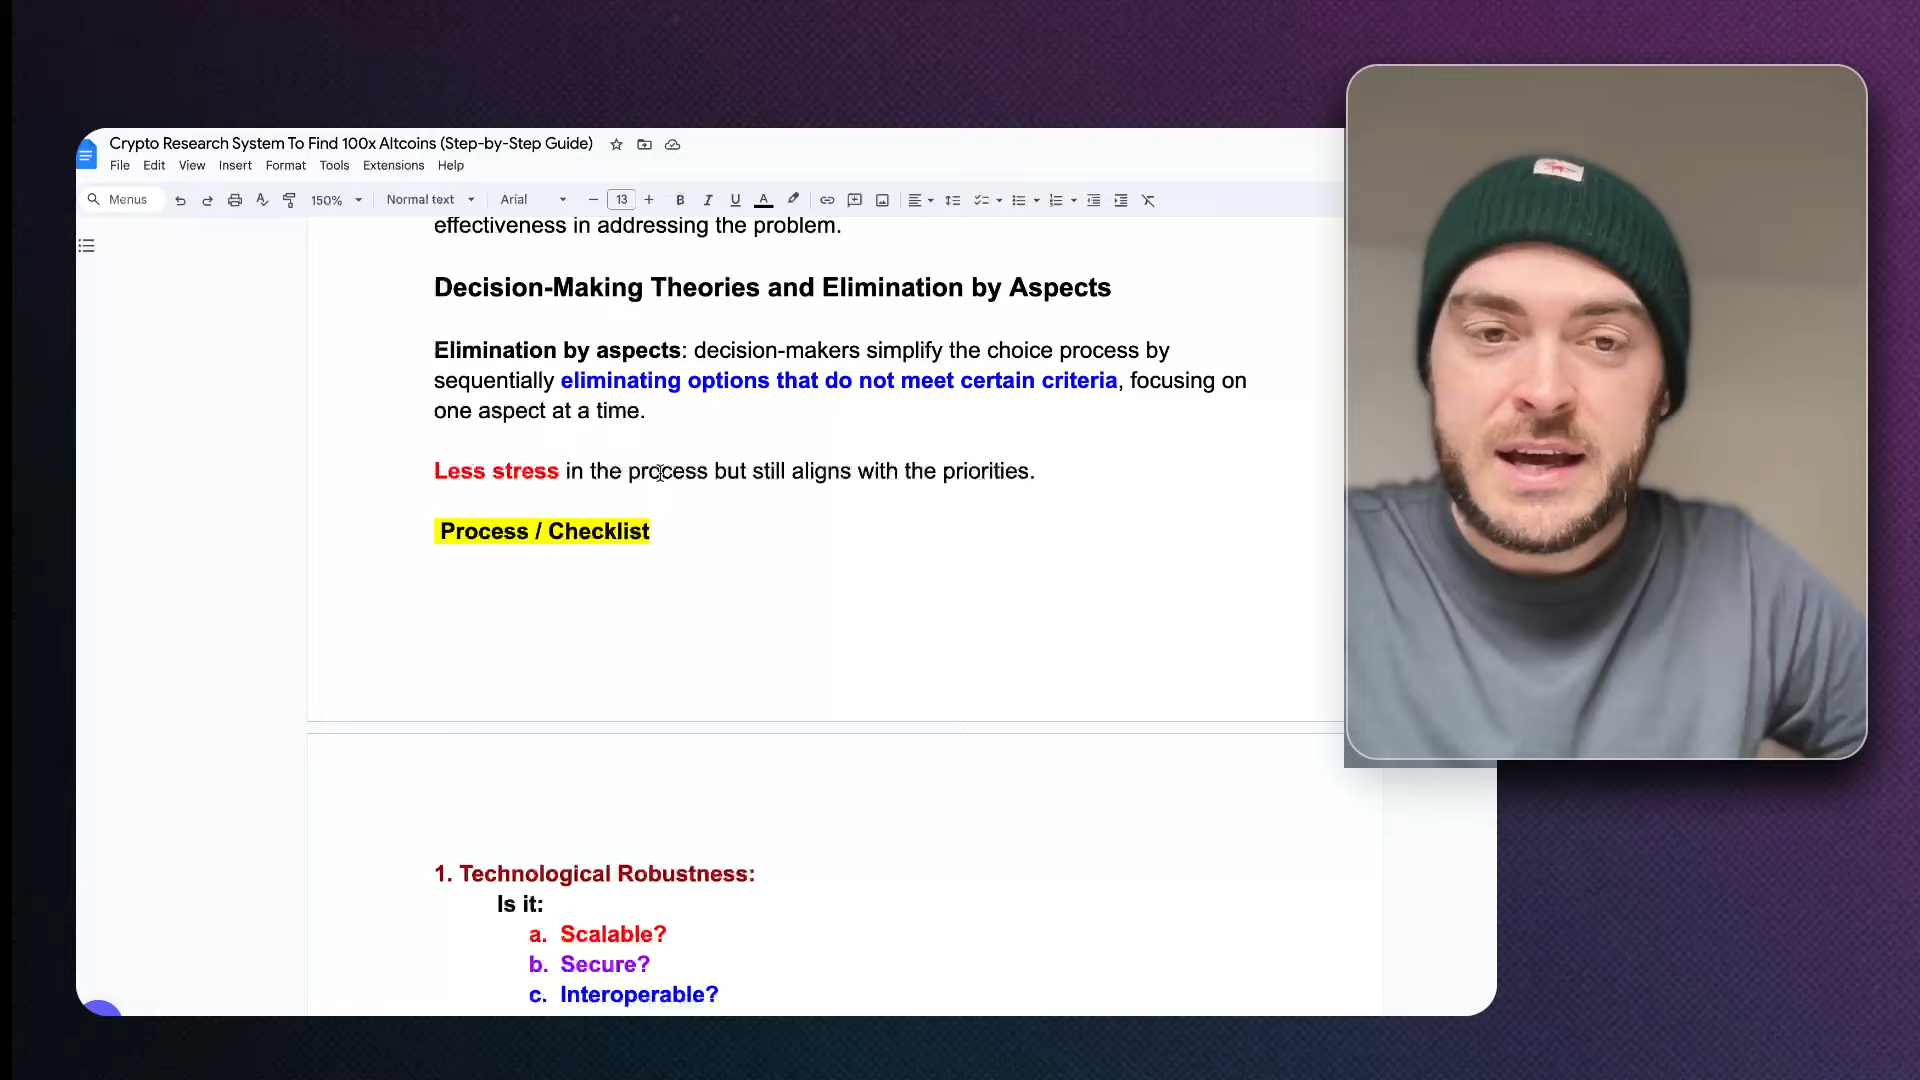 Crypto Research System To Find 100x Altcoins (Step-by-Step Guide)
File Edit View Insert Format Tools Extensions Help
Menus 150% Normal text Arial 13
effectiveness in addressing the problem.
Decision-Making Theories and Elimination by Aspects
Elimination by aspects: decision-makers simplify the choice process by
sequentially eliminating options that do not meet certain criteria, focusing on
one aspect at a time.
Less stress in the process but still aligns with the priorities.
Process / Checklist
1. Technological Robustness:
Is it:
a. Scalable?
b. Secure?
c. Interoperable?